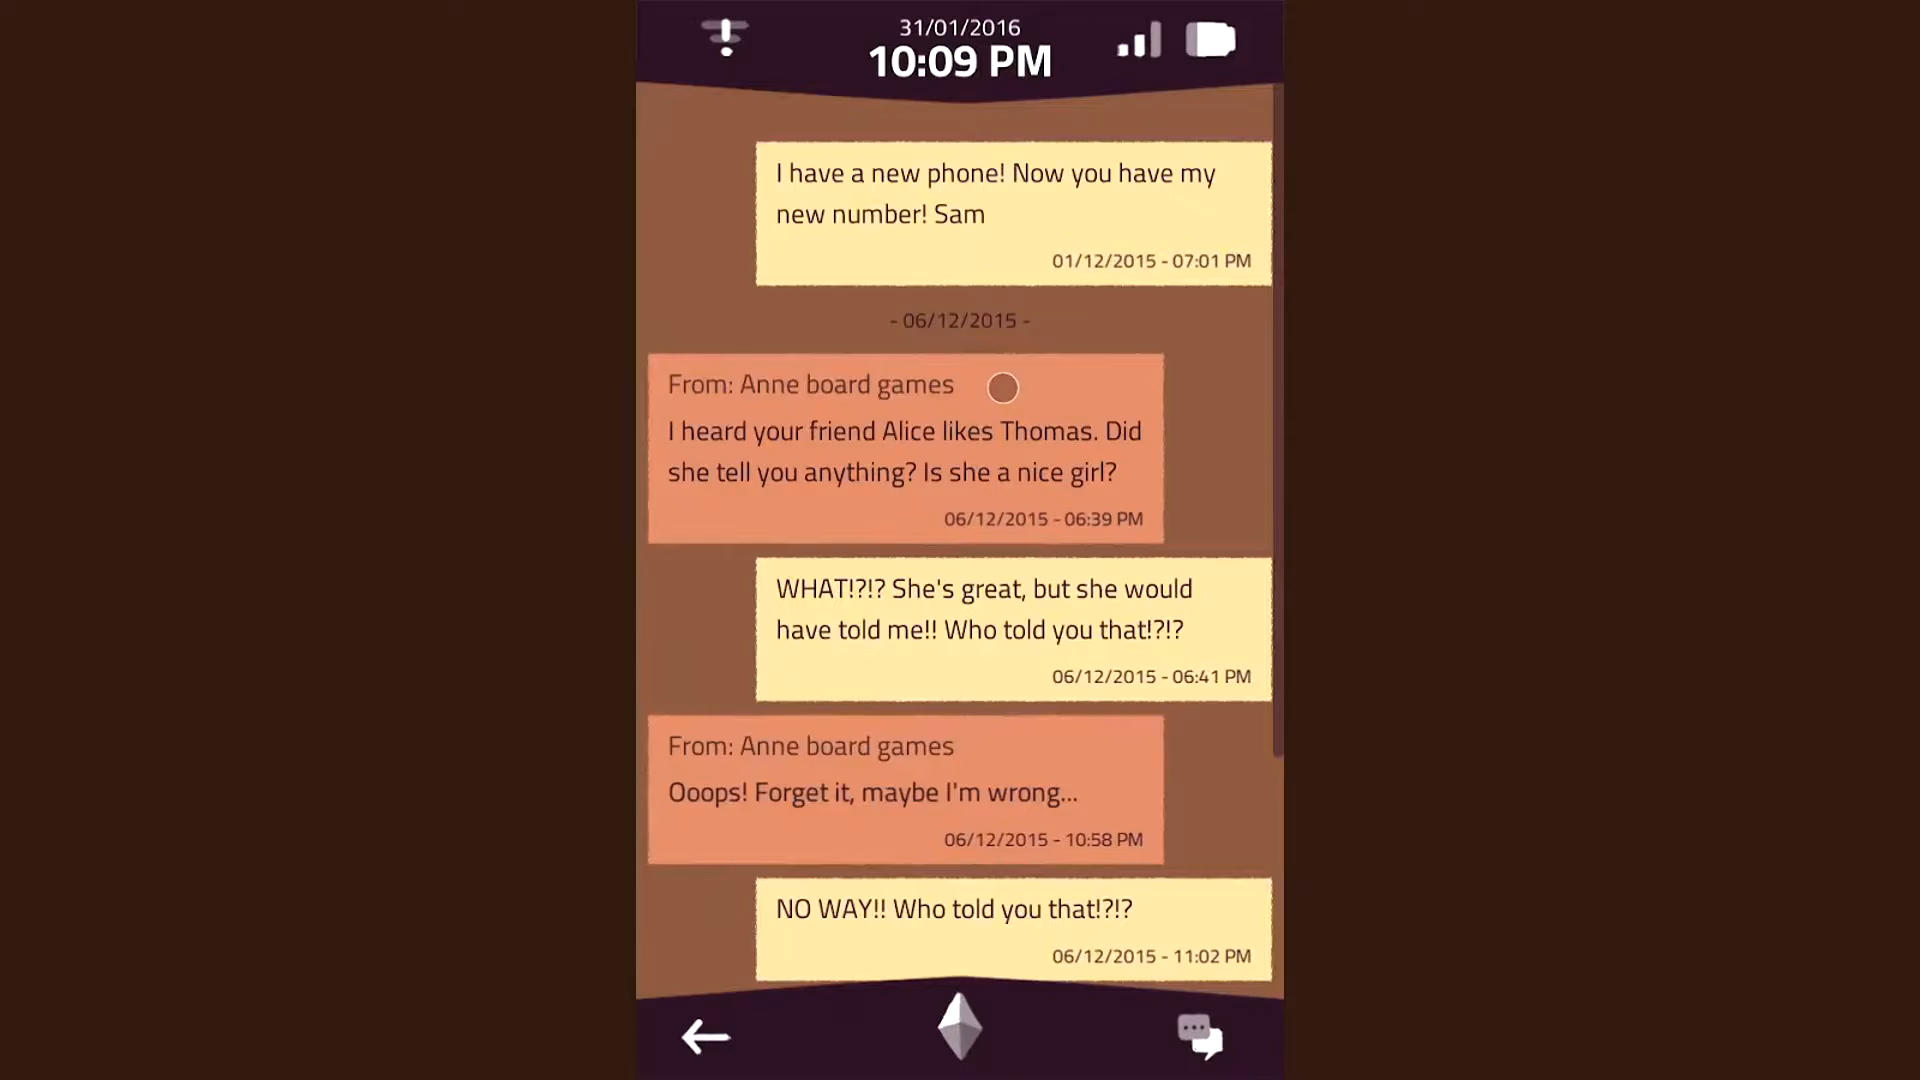 31/01/2016
10:09 PM
I have a new phone! Now you have my
new number! Sam
01/12/2015 - 07:01 PM
- 06/12/2015 -
From: Anne board games
I heard your friend Alice likes Thomas. Did
she tell you anything? Is she a nice girl?
06/12/2015 - 06:39 PM
WHAT!?!? She's great, but she would
have told me!! Who told you that!?!?
06/12/2015 - 06:41 PM
From: Anne board games
Ooops! Forget it, maybe I'm wrong...
06/12/2015 - 10:58 PM
NO WAY!! Who told you that!?!?
06/12/2015 - 11:02 PM